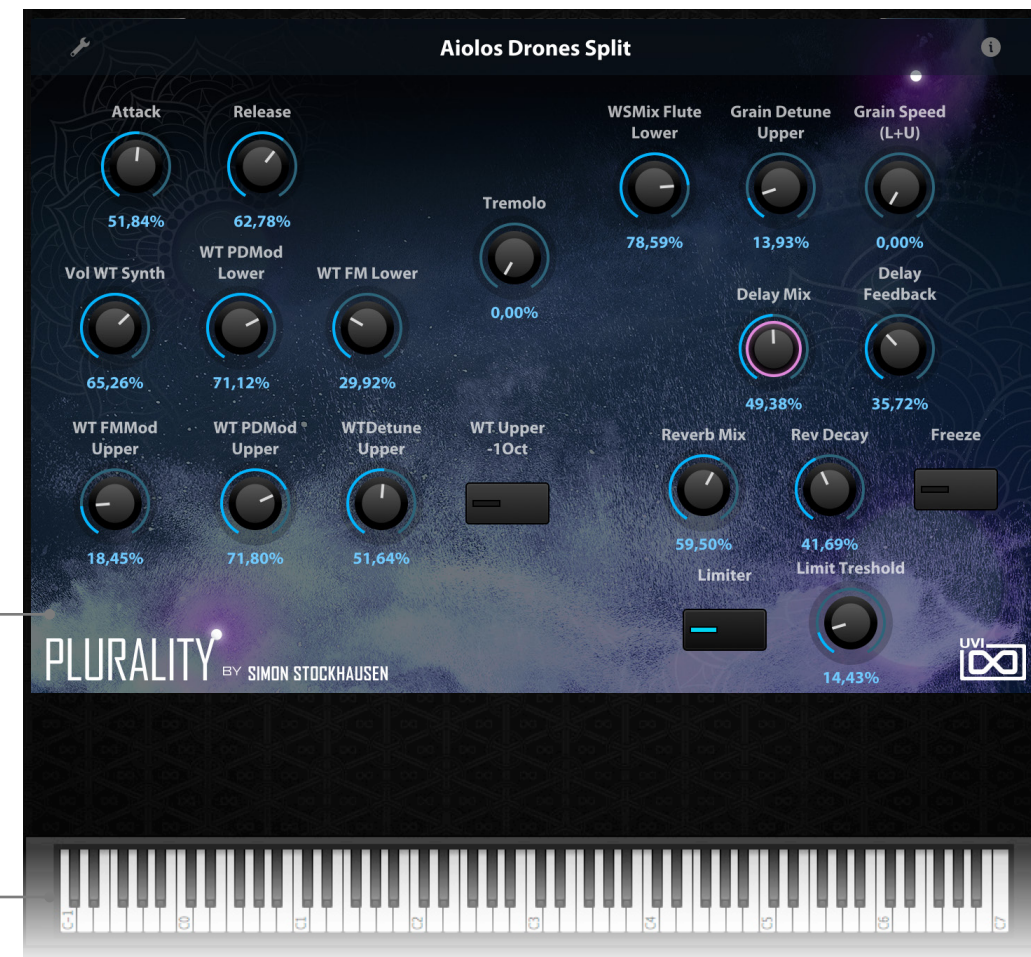 Aiolos Drones Split
i
Attack
51,84%
Release
62,78%
WSMix Flute
Lower
78,59%
Grain Detune
Upper
13,93%
Grain Speed
(L+U)
0,00%
Tremolo
0,00%
Vol WT Synth
65,26%
WT PDMod
Lower
71,12%
WT FM Lower
29,92%
Delay Mix
49,38%
Delay
Feedback
35,72%
WT FMMod
Upper
18,45%
WT PDMod
Upper
71,80%
WTDetune
Upper
51,64%
WT Upper
-1Oct
Reverb Mix
59,50%
Rev Decay
41,69%
Freeze
Limiter
Limit Treshold
14,43%
PLURALITY BY SIMON STOCKHAUSEN
UVI
C-1 C0 C1 C2 C3 C4 C5 C6 C7